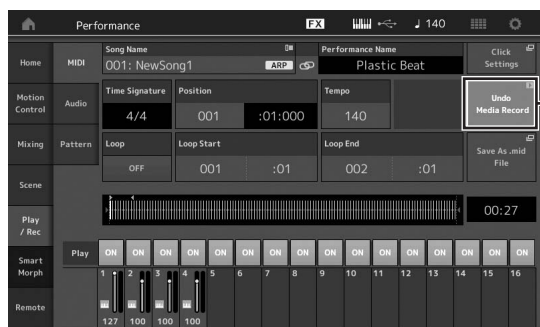 Performance FX 140
Home MIDI Song Name 001: NewSong1 ARP Performance Name Plastic Beat Click Settings
Motion Control Audio Time Signature 4/4 Position 001 :01:000 Tempo 140 Undo Media Record
Mixing Pattern Loop OFF Loop Start 001 :01 Loop End 002 :01 Save As .mid File
Scene
Play / Rec 00:27
Smart Morph Play ON ON ON ON ON ON ON ON ON ON ON ON ON ON ON ON
1 2 3 4 5 6 7 8 9 10 11 12 13 14 15 16
Remote 127 100 100 100